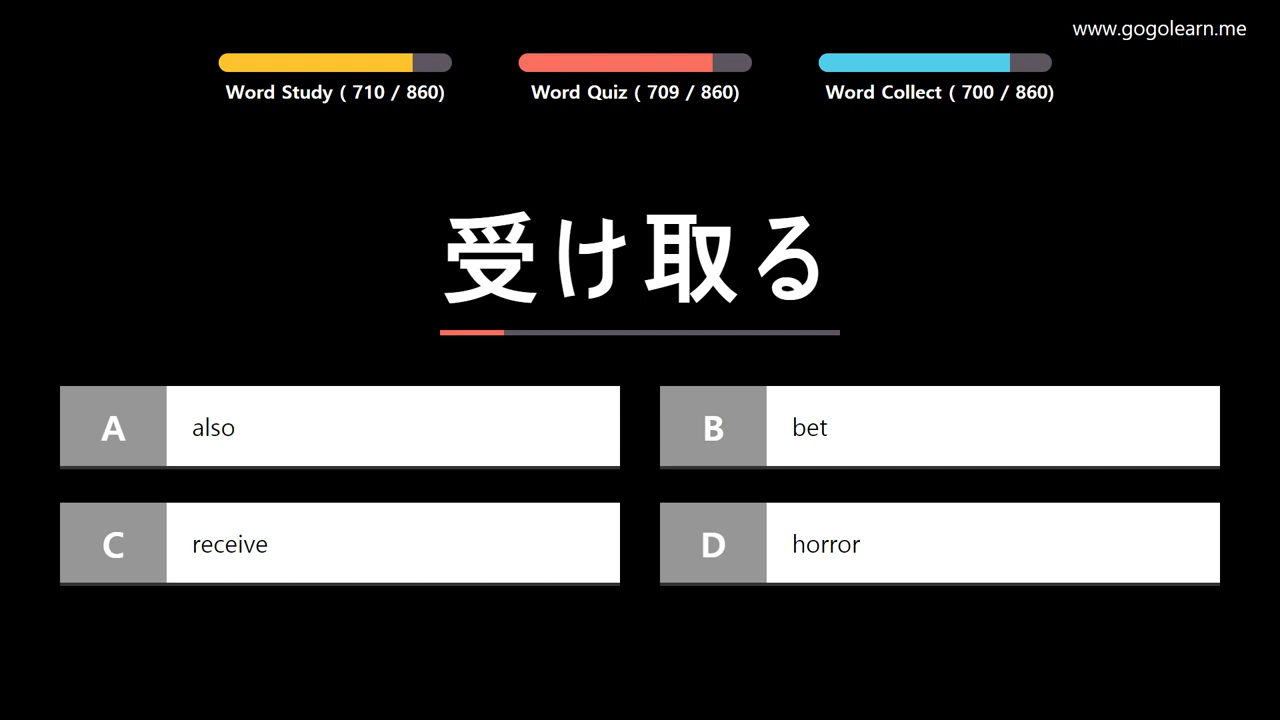 www.gogolearn.me
Word Study ( 710 / 860)
Word Quiz ( 709 / 860)
Word Collect ( 700 / 860)
受け取る
A also
B bet
C receive
D horror